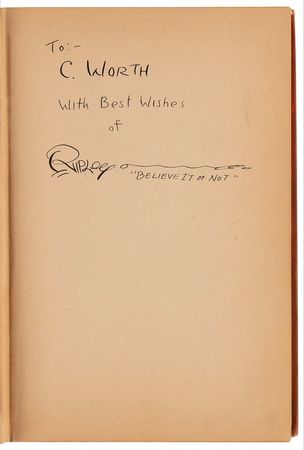 To:-
C. WORTH
With Best Wishes
of
Ripley
"BELIEVE IT or NOT"